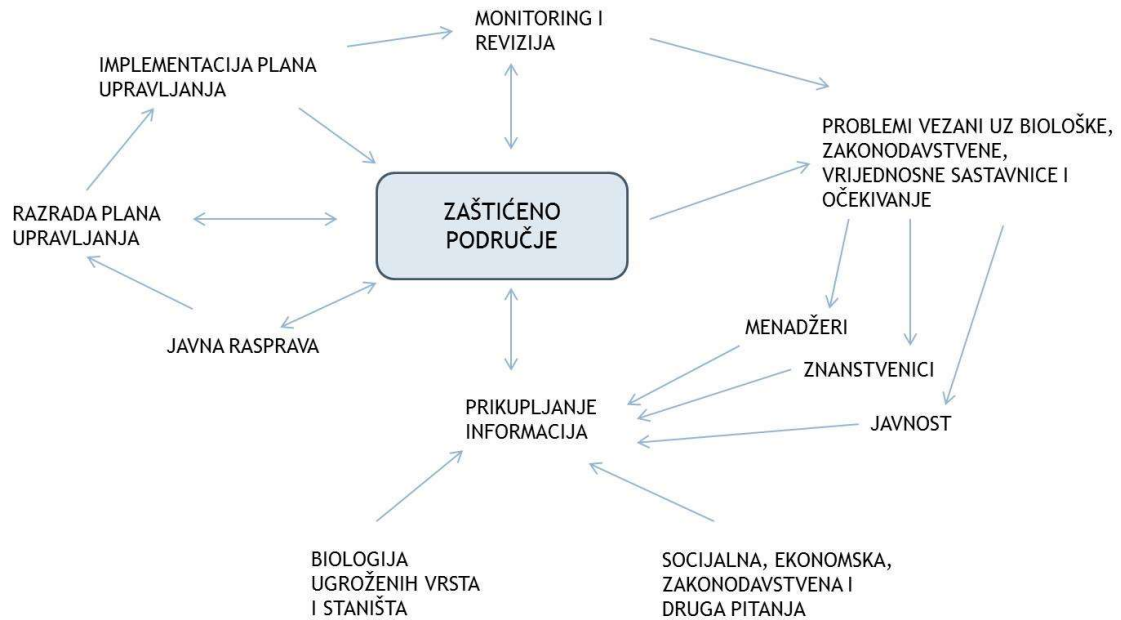 MONITORING I
REVIZIJA
IMPLEMENTACIJA PLANA
UPRAVLJANJA
PROBLEMI VEZANI UZ BIOLOŠKE,
ZAKONODAVSTVENE,
VRIJEDNOSNE SASTAVNICE I
OČEKIVANJE
RAZRADA PLANA
UPRAVLJANJA
ZAŠTIĆENO
PODRUČJE
JAVNA RASPRAVA
MENADŽERI
ZNANSTVENICI
JAVNOST
PRIKUPLJANJE
INFORMACIJA
BIOLOGIJA
UGROŽENIH VRSTA
I STANIŠTA
SOCIJALNA, EKONOMSKA,
ZAKONODAVSTVENA I
DRUGA PITANJA